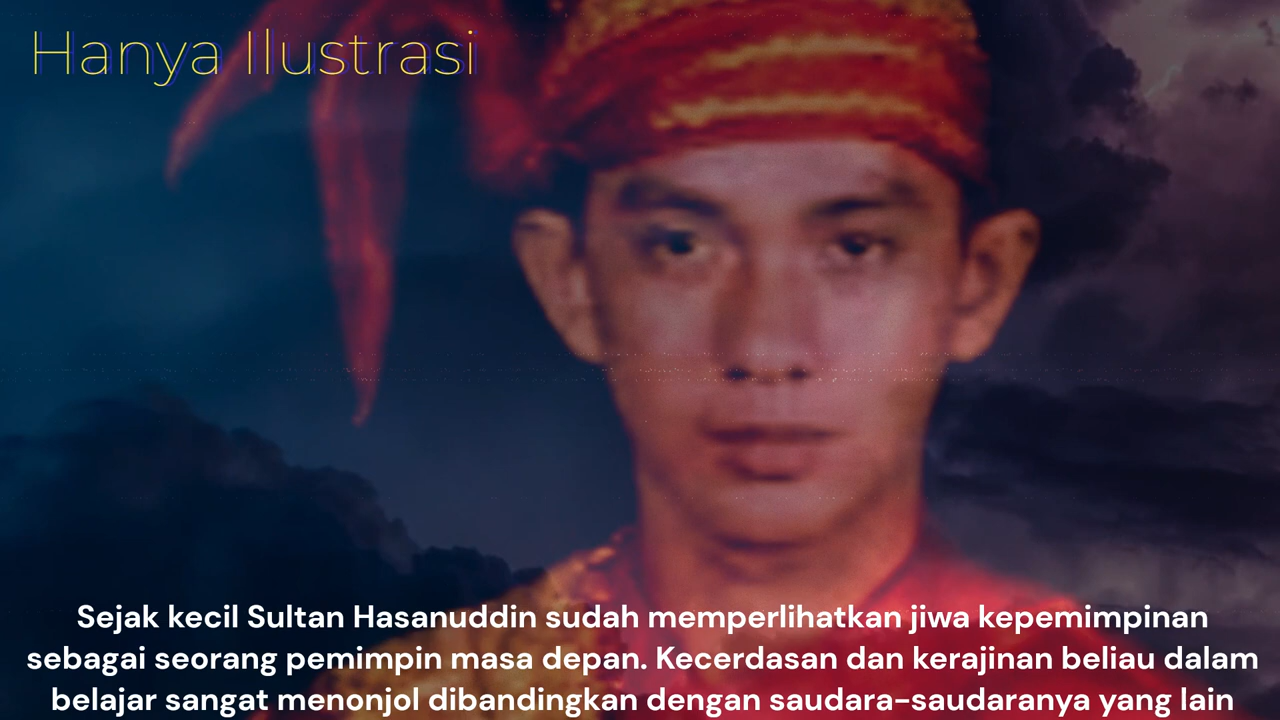 Hanya Ilustrasi
Sejak kecil Sultan Hasanuddin sudah memperlihatkan jiwa kepemimpinan
sebagai seorang pemimpin masa depan. Kecerdasan dan kerajinan beliau dalam
belajar sangat menonjol dibandingkan dengan saudara-saudaranya yang lain